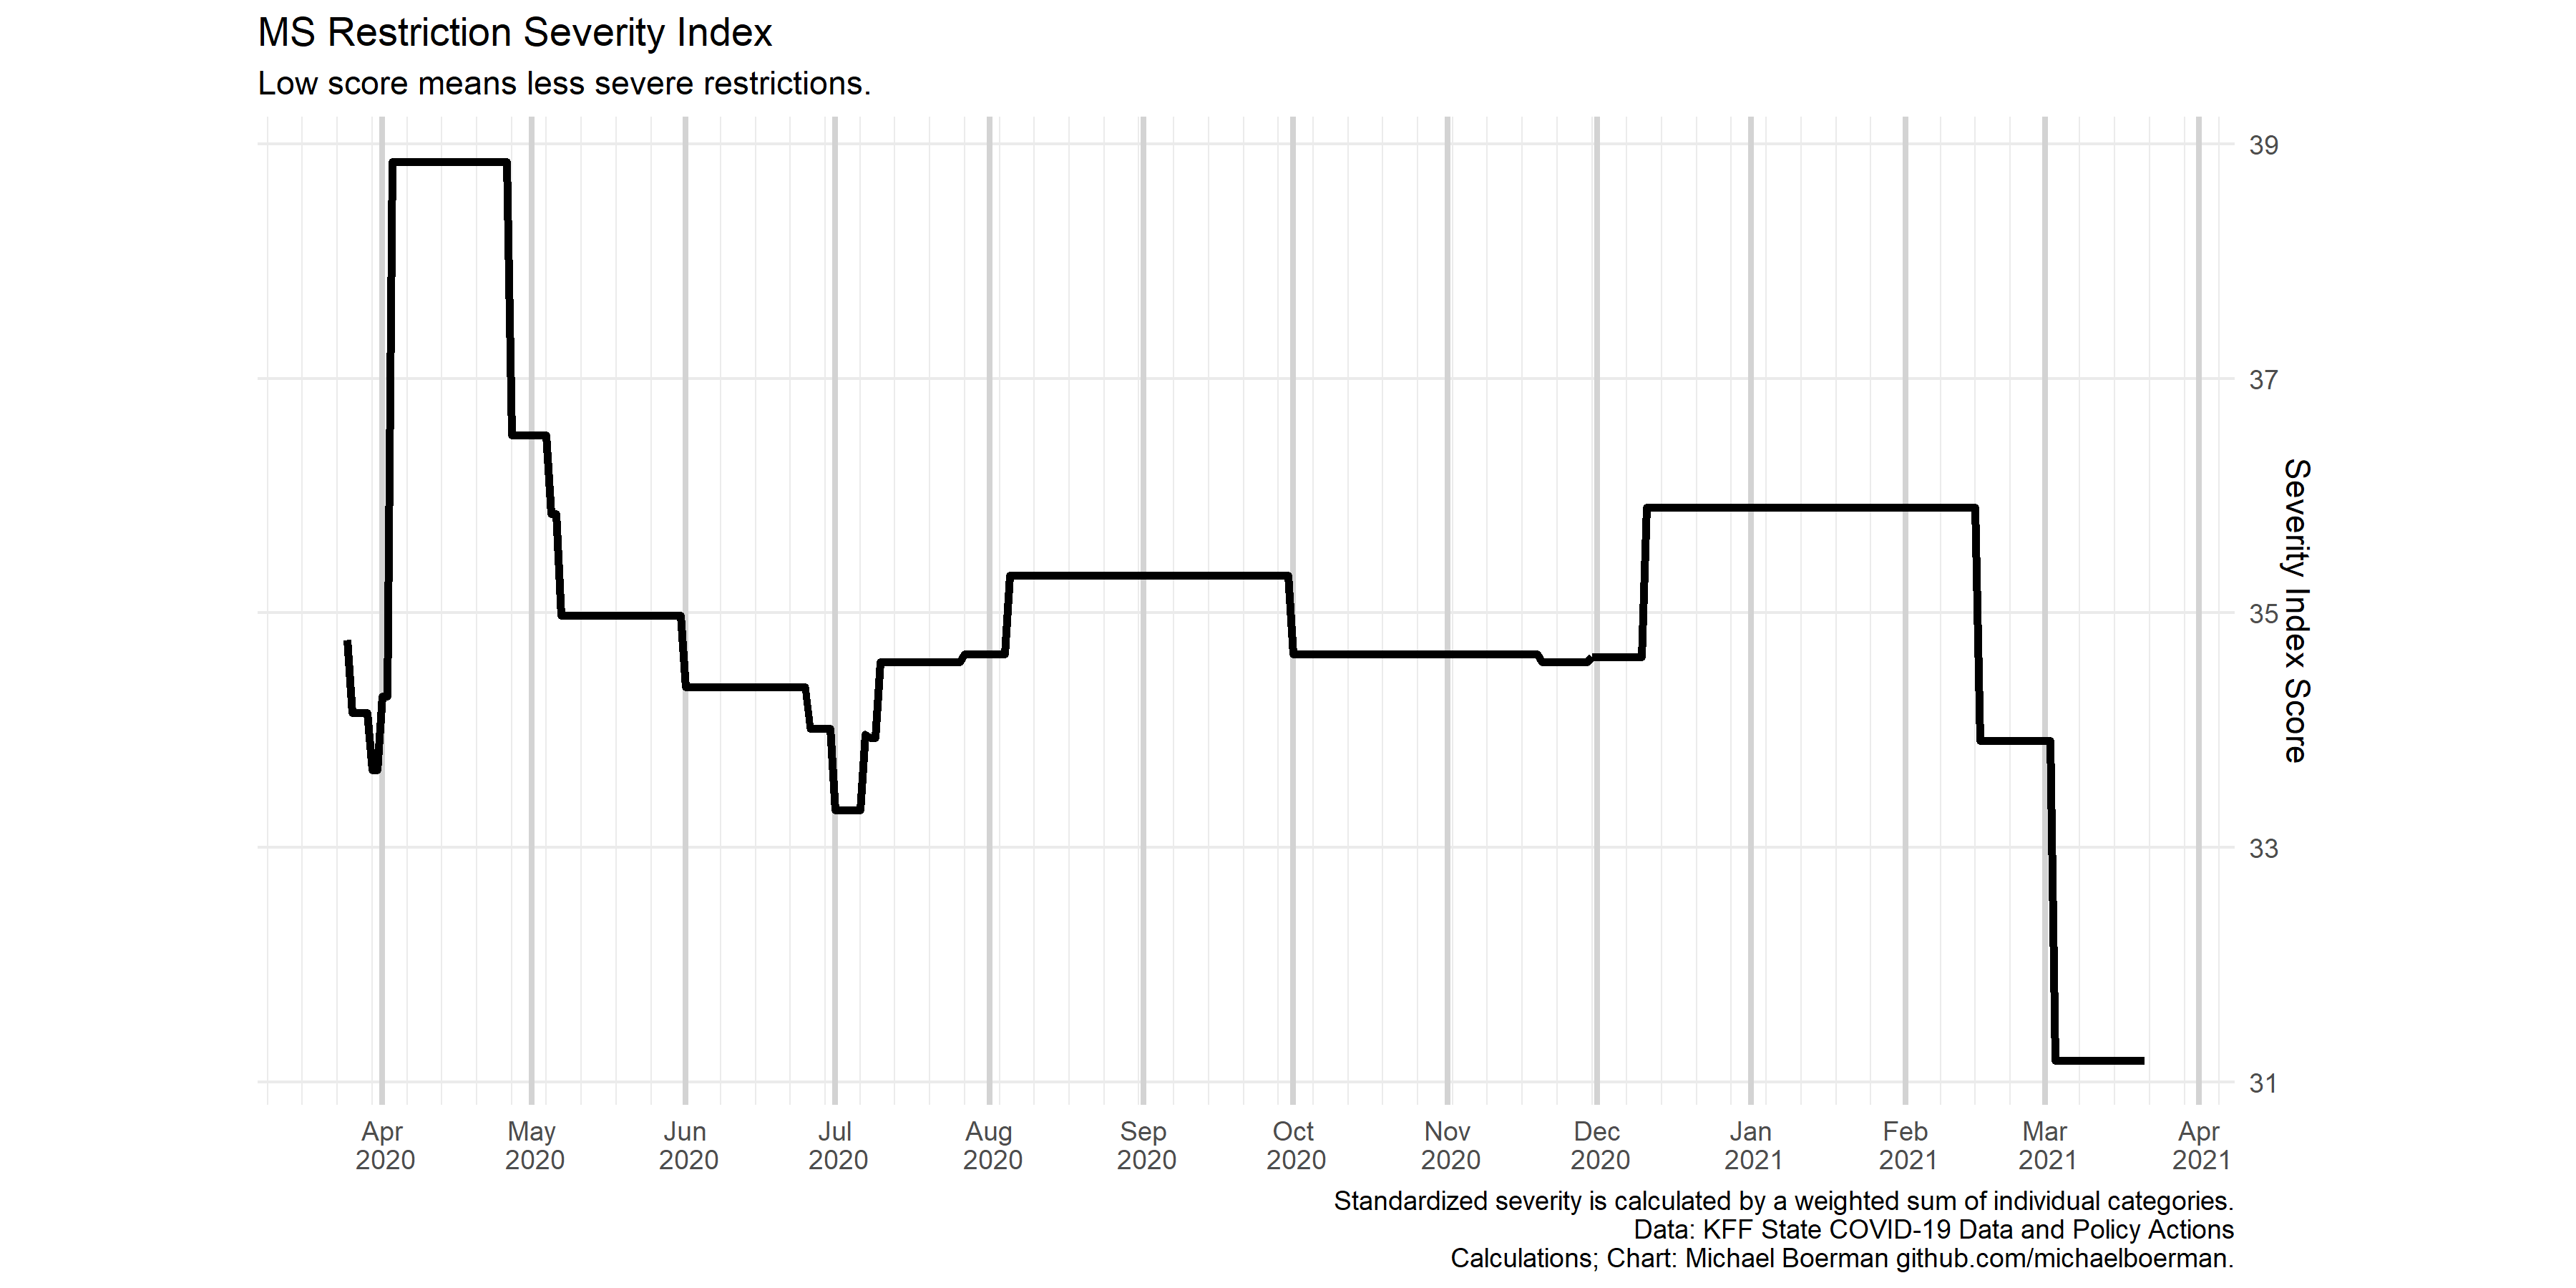 MS Restriction Severity Index
Low score means less severe restrictions.
39
37
35
33
31
Severity Index Score
Apr
2020
May
2020
Jun
2020
Jul
2020
Aug
2020
Sep
2020
Oct
2020
Nov
2020
Dec
2020
Jan
2021
Feb
2021
Mar
2021
Apr
2021
Standardized severity is calculated by a weighted sum of individual categories.
Data: KFF State COVID-19 Data and Policy Actions
Calculations; Chart: Michael Boerman github.com/michaelboerman.